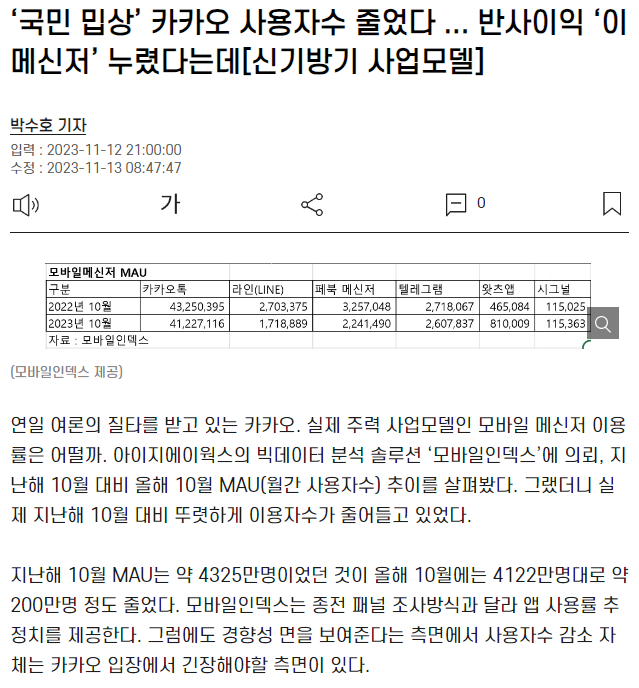 ‘국민 밉상’ 카카오 사용자수 줄었다 ... 반사이익 ‘이
메신저’ 누렸다는데[신기방기 사업모델]
박수호 기자
입력 : 2023-11-12 21:00:00
수정 : 2023-11-13 08:47:47
가 0
모바일메신저 MAU
구분 카카오톡 라인(LINE) 페북 메신저 텔레그램 왓츠앱 시그널
2022년 10월 43,250,395 2,703,375 3,257,048 2,718,067 465,084 115,025
2023년 10월 41,227,116 1,718,889 2,241,490 2,607,837 810,009 115,363
자료 : 모바일인덱스
(모바일인덱스 제공)
연일 여론의 질타를 받고 있는 카카오. 실제 주력 사업모델인 모바일 메신저 이용
률은 어떨까. 아이지에이웍스의 빅데이터 분석 솔루션 ‘모바일인덱스’에 의뢰, 지
난해 10월 대비 올해 10월 MAU(월간 사용자수) 추이를 살펴봤다. 그랬더니 실
제 지난해 10월 대비 뚜렷하게 이용자수가 줄어들고 있었다.
지난해 10월 MAU는 약 4325만명이었던 것이 올해 10월에는 4122만명대로 약
200만명 정도 줄었다. 모바일인덱스는 종전 패널 조사방식과 달라 앱 사용률 추
정치를 제공한다. 그럼에도 경향성 면을 보여준다는 측면에서 사용자수 감소 자
체는 카카오 입장에서 긴장해야할 측면이 있다.